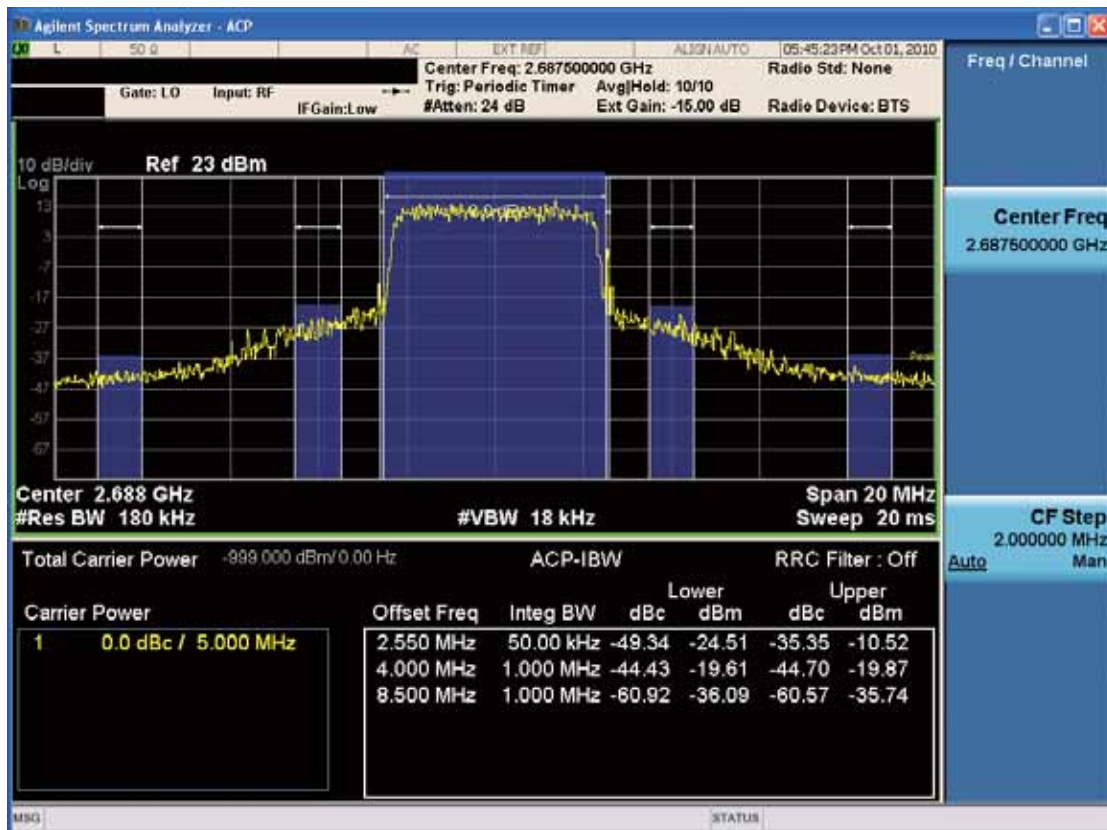 Agilent Spectrum Analyzer - ACP
L 50 Ω AC EXT REF ALIGN AUTO 05:45:23 PM Oct 01, 2010
Center Freq: 2.687500000 GHz Radio Std: None
Gate: LO Input: RF Trig: Periodic Timer Avg|Hold: 10/10
IFGain:Low #Atten: 24 dB Ext Gain: -15.00 dB Radio Device: BTS
Freq / Channel
10 dB/div Ref 23 dBm
Log
13
3
-7
-17
-27
-37
-47
-57
-67
Center Freq
2.687500000 GHz
Center 2.688 GHz Span 20 MHz
#Res BW 180 kHz #VBW 18 kHz Sweep 20 ms
CF Step
2.000000 MHz
Auto Man
Total Carrier Power -999.000 dBm/ 0.00 Hz ACP-IBW RRC Filter : Off
Lower Upper
Carrier Power Offset Freq Integ BW dBc dBm dBc dBm
1 0.0 dBc / 5.000 MHz 2.550 MHz 50.00 kHz -49.34 -24.51 -35.35 -10.52
4.000 MHz 1.000 MHz -44.43 -19.61 -44.70 -19.87
8.500 MHz 1.000 MHz -60.92 -36.09 -60.57 -35.74
MSG STATUS